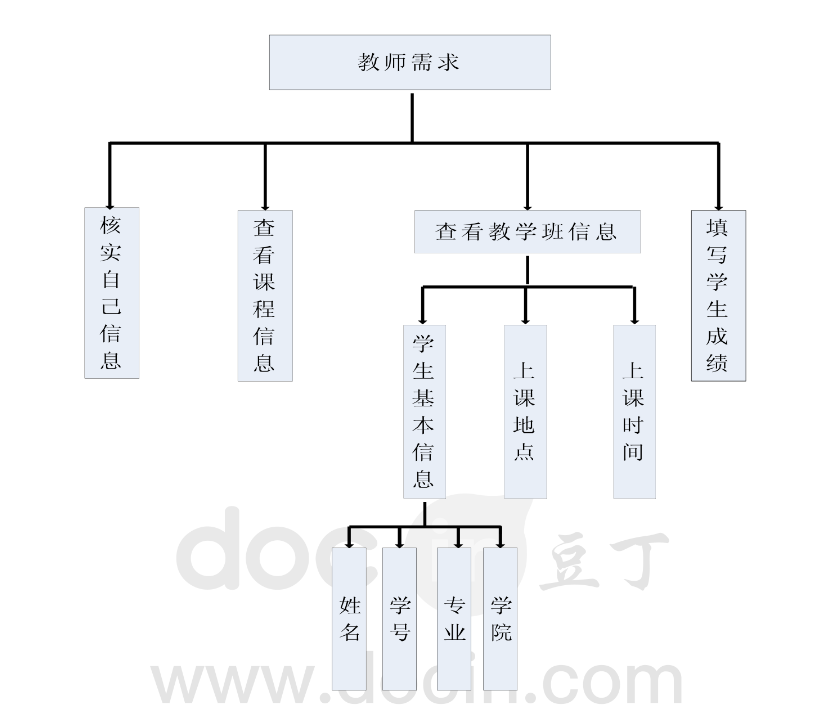 教师需求
核实自己信息
查看课程信息
查看教学班信息
填写学生成绩
学生基本信息
上课地点
上课时间
姓名
学号
专业
学院
doc 豆丁
www.docin.com